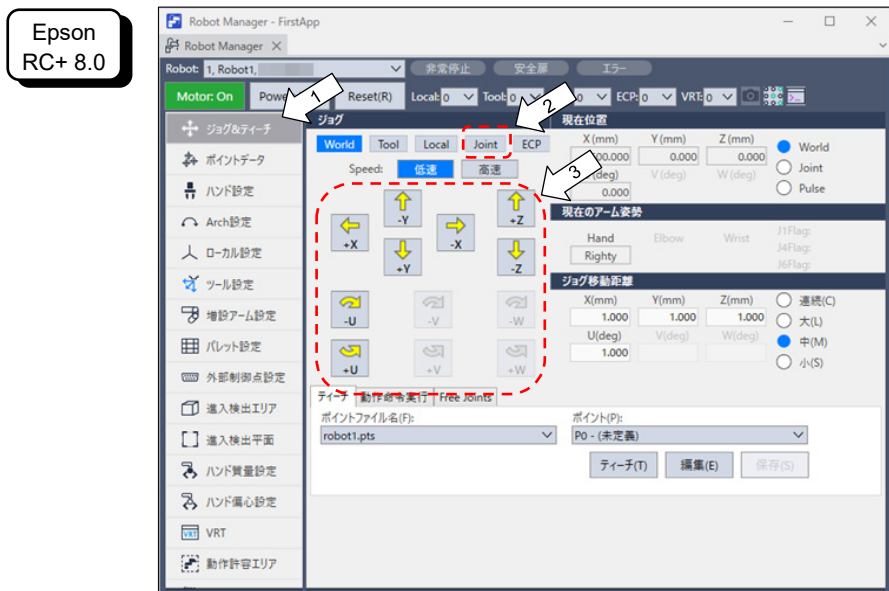 Epson
RC+ 8.0
Robot Manager - FirstApp
Robot Manager
Robot: 1, Robot1, 非常停止 安全扉 エラー
Motor: On Reset(R) Local: 0 Tool: 0 0 ECP: 0 VRT: 0
1
2
3
ジョグ&ティーチ
ポイントデータ
ハンド設定
Arch設定
ローカル設定
ツール設定
増設アーム設定
パレット設定
外部制御点設定
進入検出エリア
進入検出平面
ハンド質量設定
ハンド偏心設定
VRT
動作許容エリア
ジョグ
World Tool Local Joint ECP
Speed: 低速 高速
-Y +Z
+X -X
+Y -Z
-U -V -W
+U +V +W
現在位置
X (mm) Y (mm) Z (mm)
0.000 0.000
(deg) V (deg) W (deg)
0.000
World
Joint
Pulse
現在のアーム姿勢
Hand Elbow Wrist
Righty
J1Flag:
J4Flag:
J6Flag:
ジョグ移動距離
X(mm) Y(mm) Z(mm)
1.000 1.000 1.000
U(deg) V(deg) W(deg)
1.000
連続(C)
大(L)
中(M)
小(S)
ティーチ 動作命令実行 Free Joints
ポイントファイル名(F): ポイント(P):
robot1.pts P0 - (未定義)
ティーチ(T) 編集(E) 保存(S)